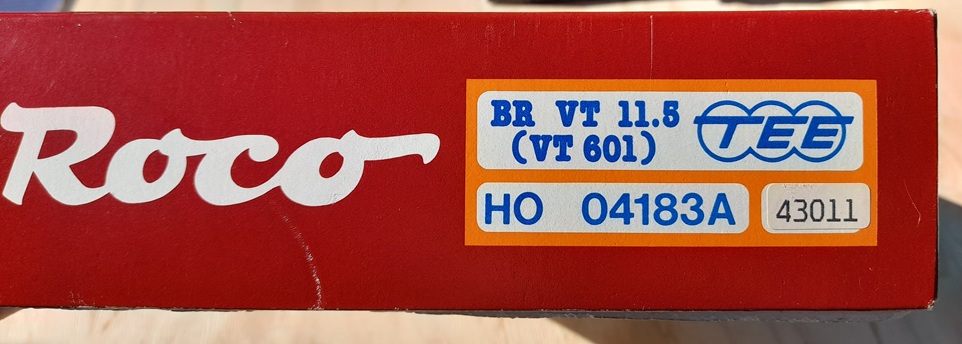 Roco
BR VT 11.5
(VT 601)
TEE
HO 04183A
43011